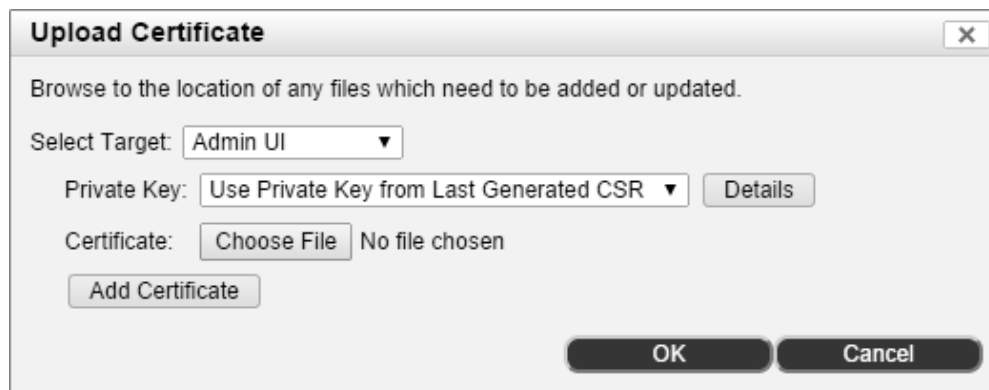 Upload Certificate
Browse to the location of any files which need to be added or updated.
Select Target: Admin UI
Private Key: Use Private Key from Last Generated CSR Details
Certificate: Choose File No file chosen
Add Certificate
OK Cancel